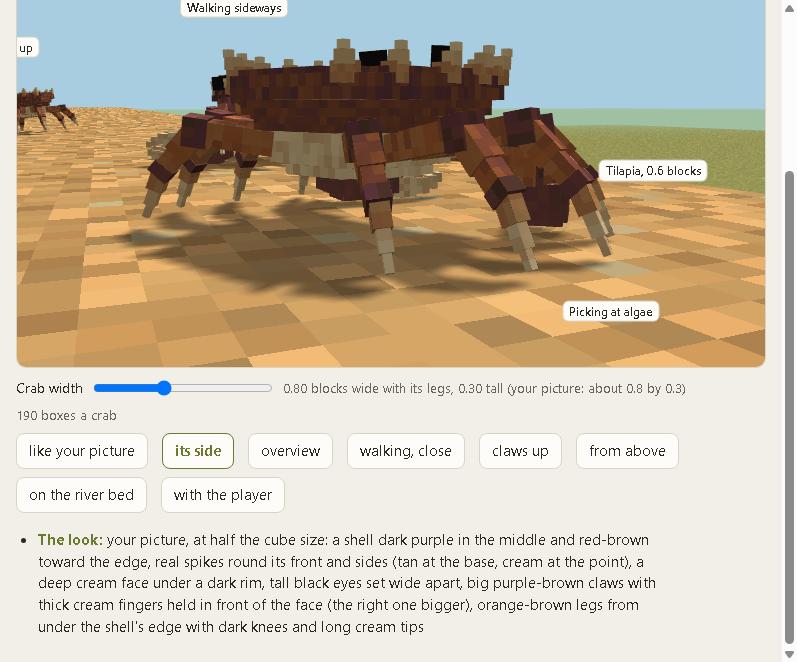 Walking sideways
up
Tilapia, 0.6 blocks
Picking at algae
Crab width 0.80 blocks wide with its legs, 0.30 tall (your picture: about 0.8 by 0.3)
190 boxes a crab
like your picture its side overview walking, close claws up from above
on the river bed with the player
• The look: your picture, at half the cube size: a shell dark purple in the middle and red-brown
toward the edge, real spikes round its front and sides (tan at the base, cream at the point), a
deep cream face under a dark rim, tall black eyes set wide apart, big purple-brown claws with
thick cream fingers held in front of the face (the right one bigger), orange-brown legs from
under the shell's edge with dark knees and long cream tips